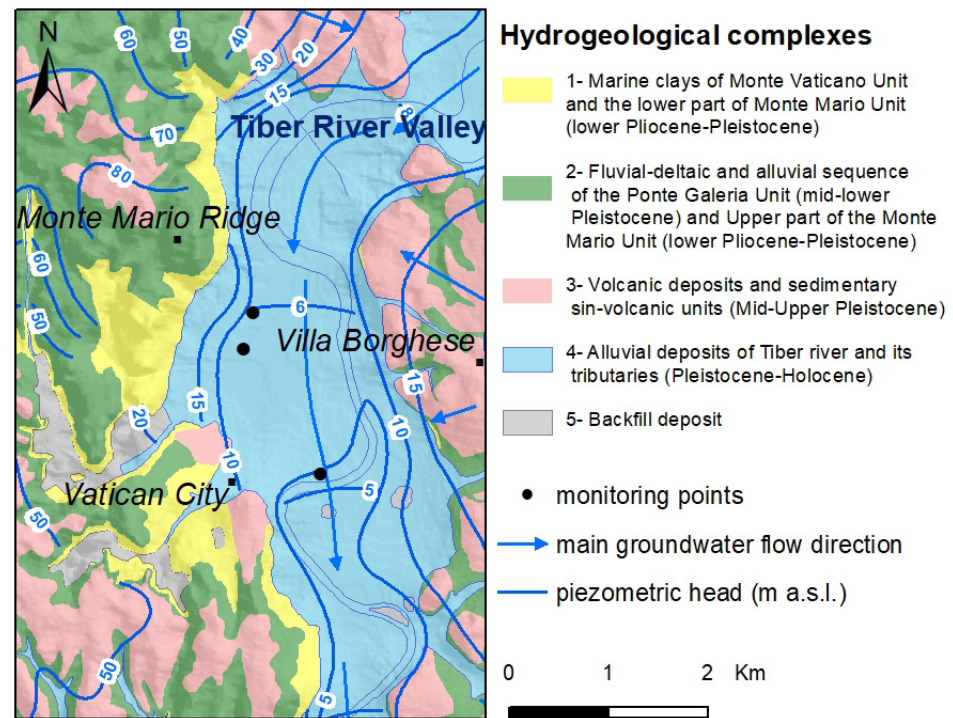 N
60
50
40
30
20
15
8
Tiber River Valley
70
80
Monte Mario Ridge
60
50
6
Villa Borghese
15
15
20
10
10
Vatican City
5
50
50
5
Hydrogeological complexes
1- Marine clays of Monte Vaticano Unit
and the lower part of Monte Mario Unit
(lower Pliocene-Pleistocene)
2- Fluvial-deltaic and alluvial sequence
of the Ponte Galeria Unit (mid-lower
Pleistocene) and Upper part of the Monte
Mario Unit (lower Pliocene-Pleistocene)
3- Volcanic deposits and sedimentary
sin-volcanic units (Mid-Upper Pleistocene)
4- Alluvial deposits of Tiber river and its
tributaries (Pleistocene-Holocene)
5- Backfill deposit
monitoring points
main groundwater flow direction
piezometric head (m a.s.l.)
0 1 2 Km